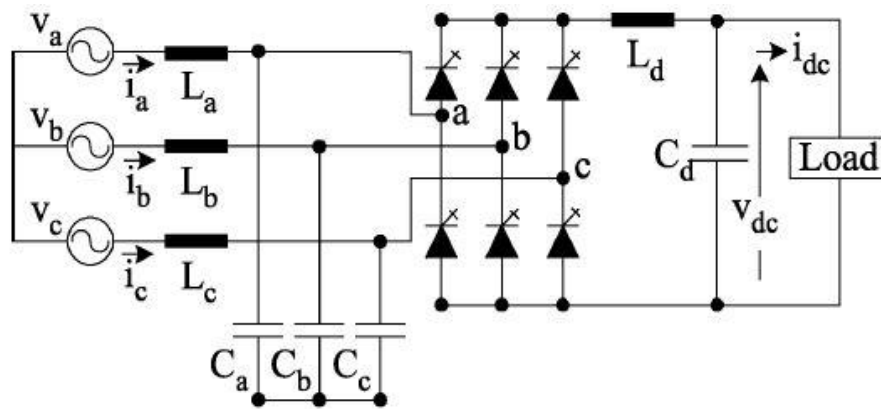 v_a
i_a
L_a
v_b
i_b
L_b
v_c
i_c
L_c
C_a
C_b
C_c
a
b
c
L_d
i_dc
C_d
v_dc
Load